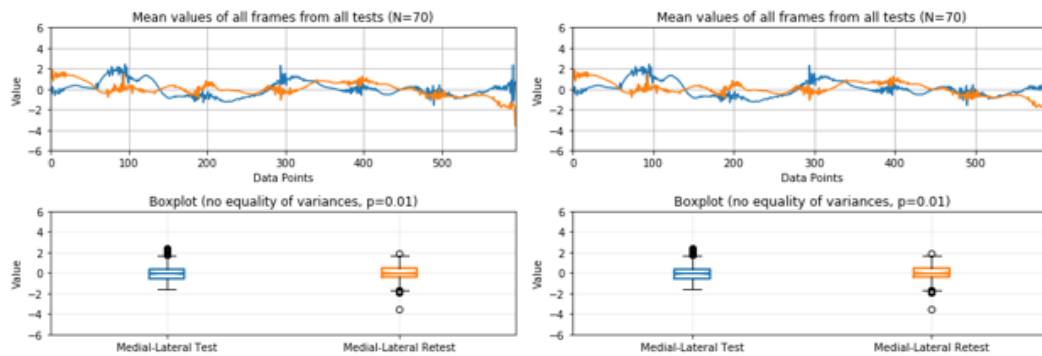 Mean values of all frames from all tests (N=70)
6
4
2
0
−2
−4
−6
Value
0 100 200 300 400 500
Data Points
Mean values of all frames from all tests (N=70)
6
4
2
0
−2
−4
−6
Value
0 100 200 300 400 500
Data Points
Boxplot (no equality of variances, p=0.01)
6
4
2
0
−2
−4
−6
Value
Medial-Lateral Test Medial-Lateral Retest
Boxplot (no equality of variances, p=0.01)
6
4
2
0
−2
−4
−6
Value
Medial-Lateral Test Medial-Lateral Retest